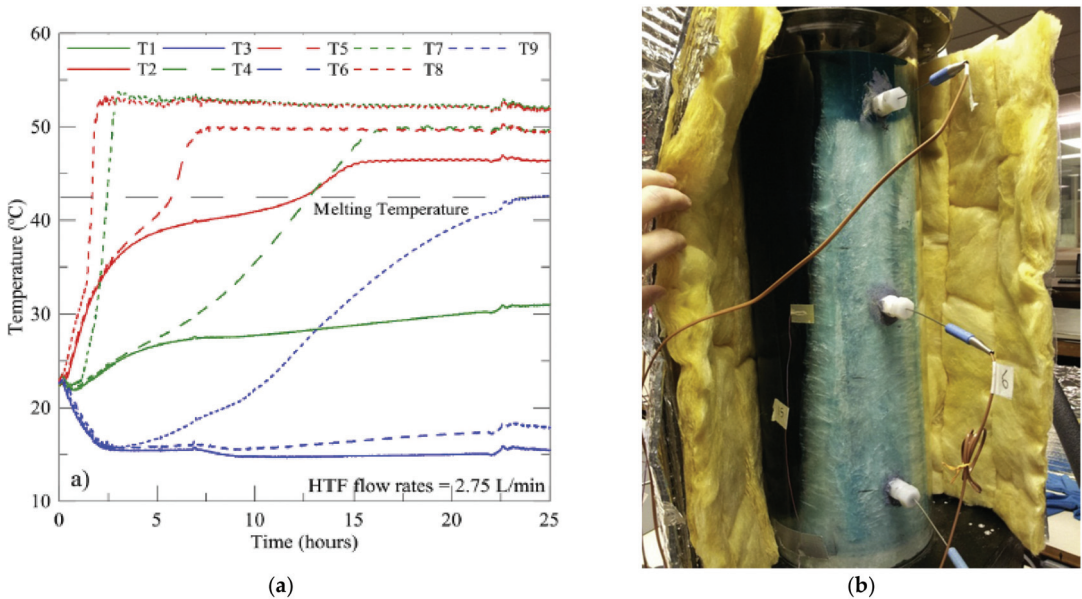 a)
60
T1 T3 T5 T7 T9
T2 T4 T6 T8
50
Melting Temperature
40
30
20
10
Temperature (ºC)
a)
HTF flow rates = 2.75 L/min
0 5 10 15 20 25
Time (hours)
6
(a) (b)